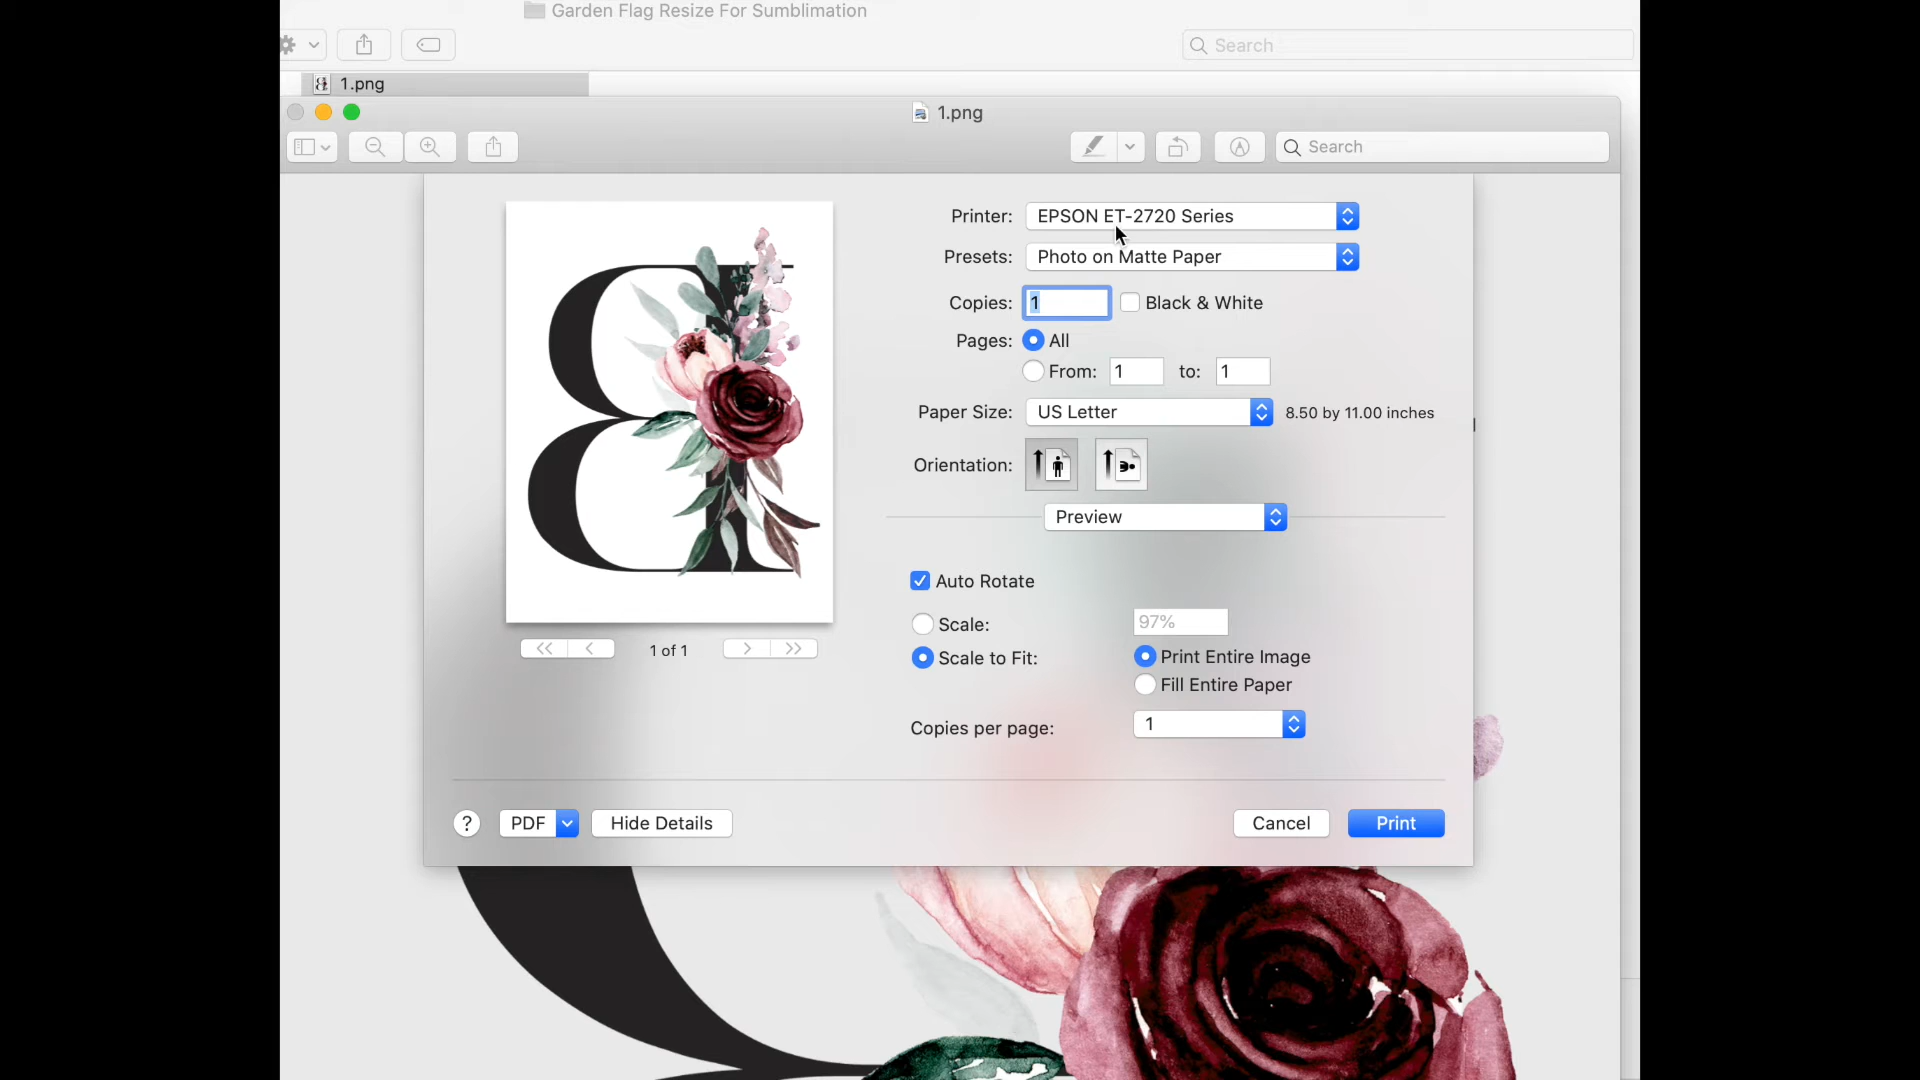 Garden Flag Resize For Sumblimation
Search
1.png
1.png
Search
Printer: EPSON ET-2720 Series
Presets: Photo on Matte Paper
Copies: 1 Black & White
Pages: All
From: 1 to: 1
Paper Size: US Letter 8.50 by 11.00 inches
Orientation:
Preview
Auto Rotate
Scale: 97%
Scale to Fit: Print Entire Image
Fill Entire Paper
1 of 1
Copies per page: 1
? PDF Hide Details Cancel Print